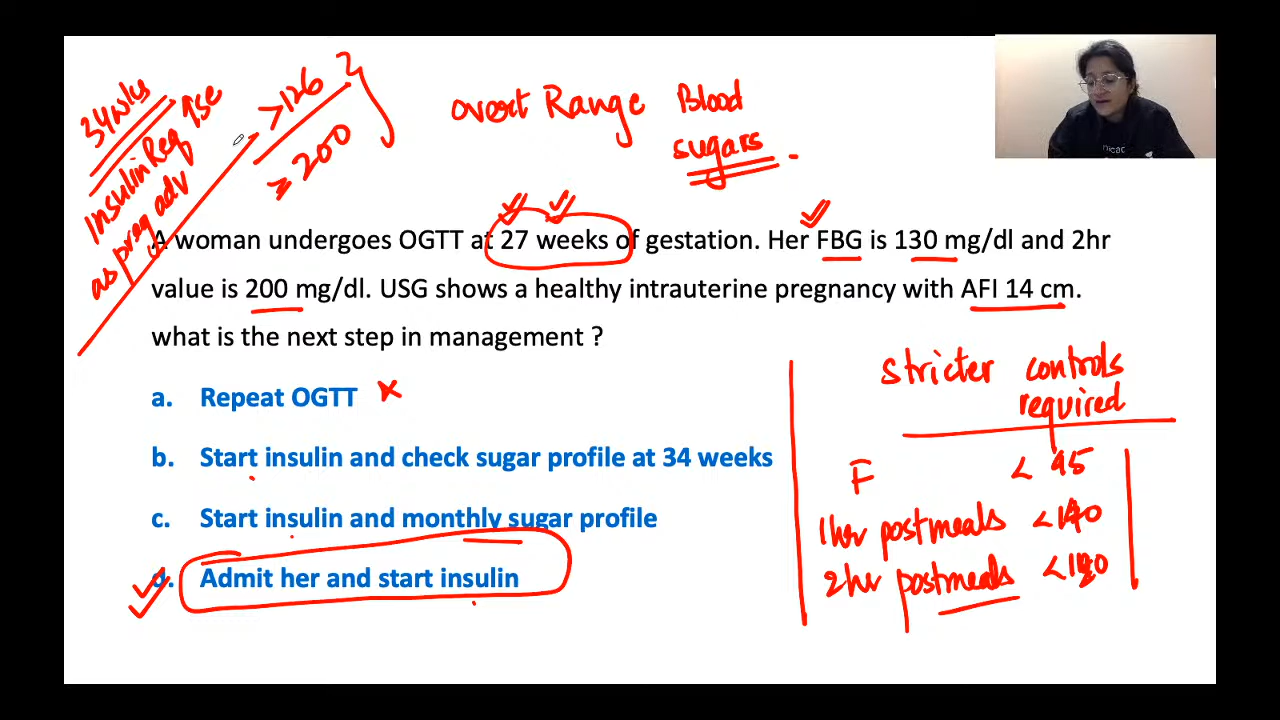 34wks
Insulin Req ↑se
as preg adv
>126
≥ 200
overt Range Blood
sugars
A woman undergoes OGTT at 27 weeks of gestation. Her FBG is 130 mg/dl and 2hr
value is 200 mg/dl. USG shows a healthy intrauterine pregnancy with AFI 14 cm.
what is the next step in management ?
a. Repeat OGTT
b. Start insulin and check sugar profile at 34 weeks
c. Start insulin and monthly sugar profile
d. Admit her and start insulin
stricter controls
required
F < 95
1hr postmeals < 140
2hr postmeals < 120